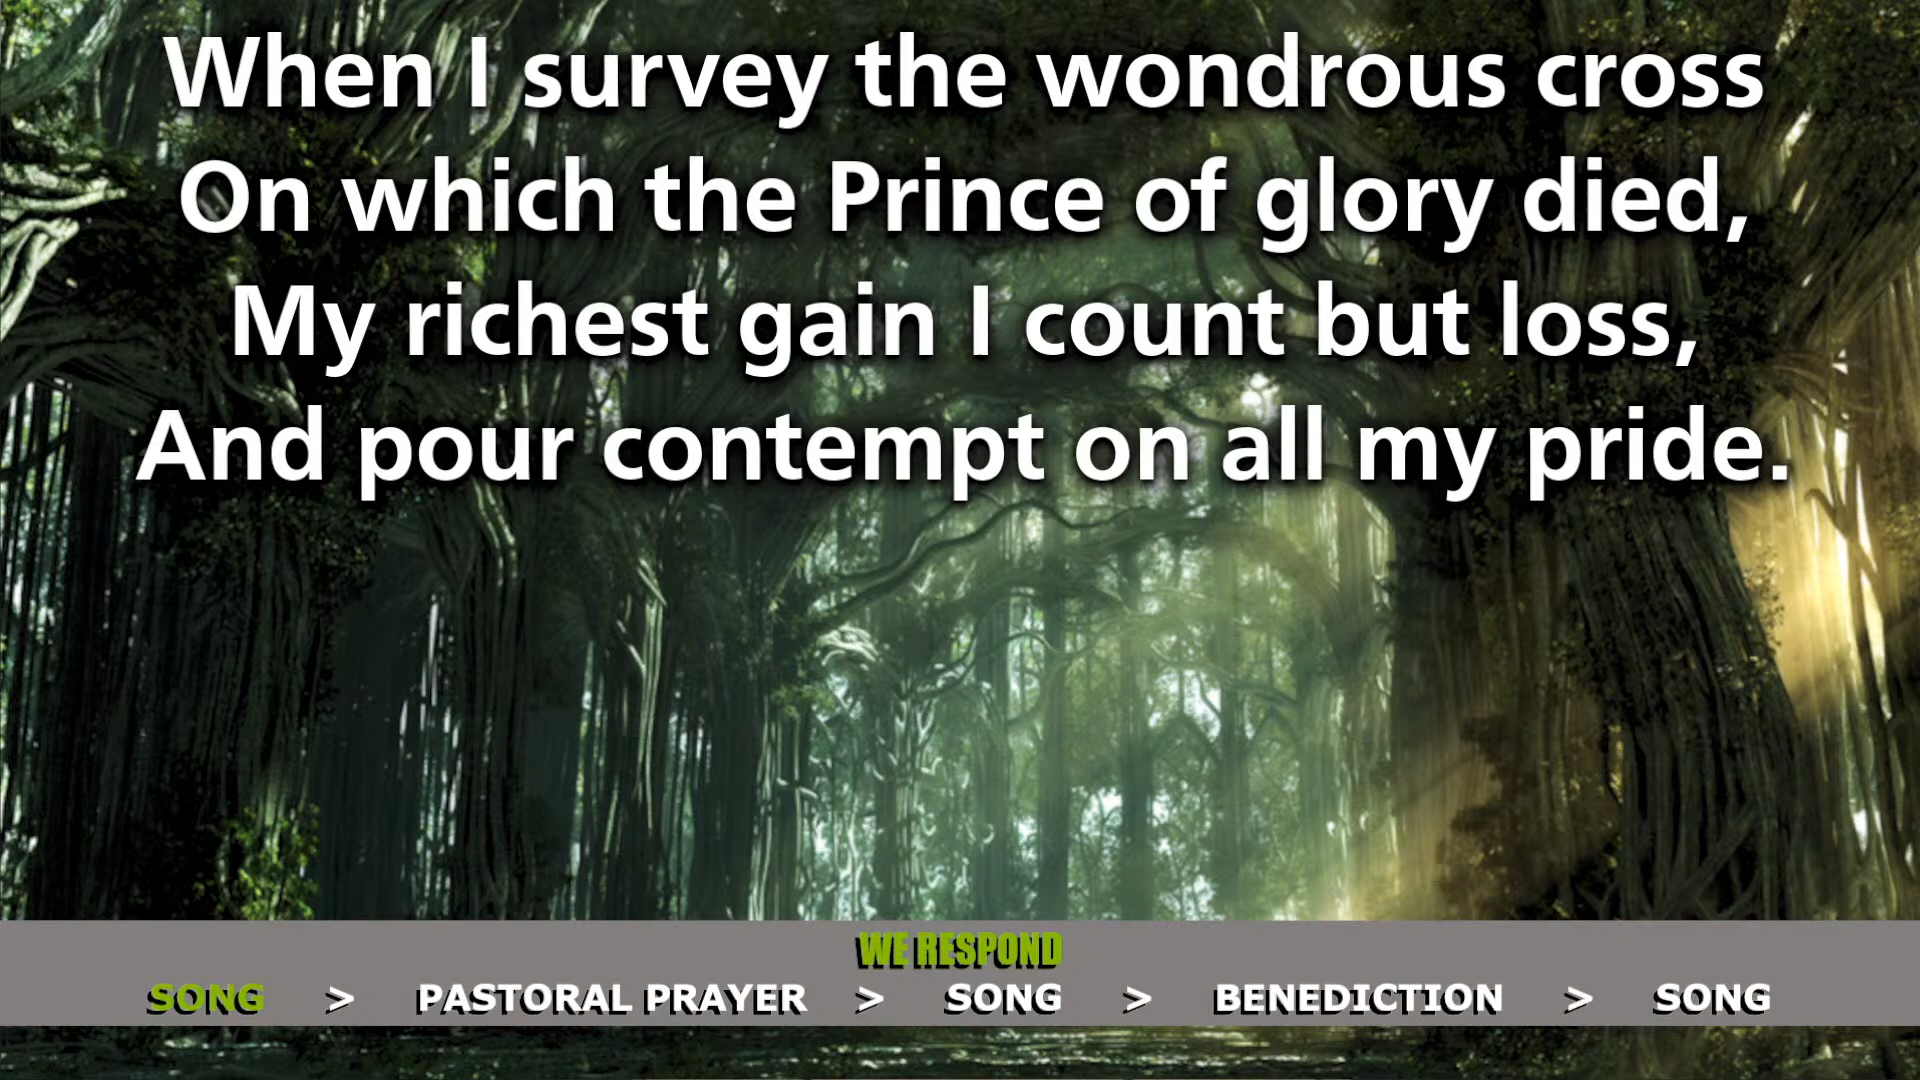 When I survey the wondrous cross
On which the Prince of glory died,
My richest gain I count but loss,
And pour contempt on all my pride.
WE RESPOND
SONG > PASTORAL PRAYER > SONG > BENEDICTION > SONG